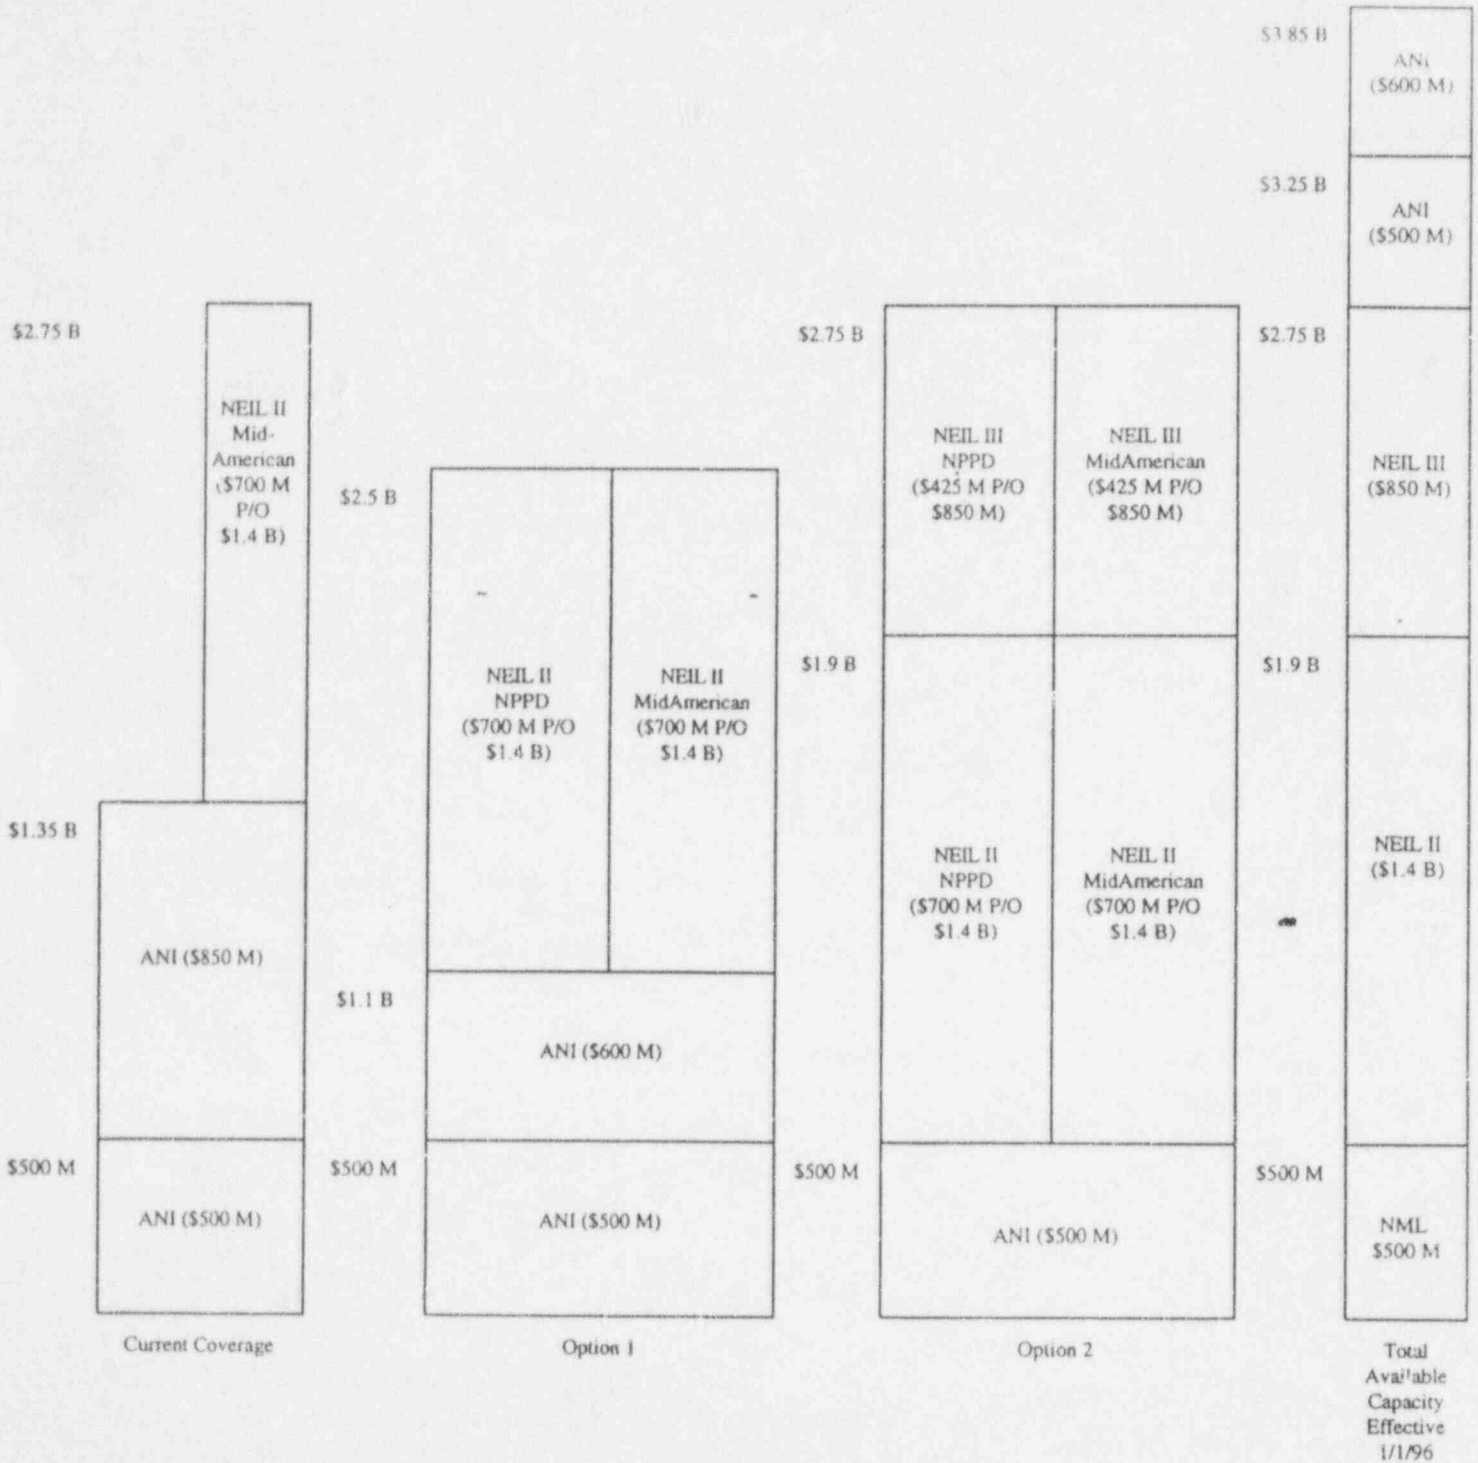 $3.85 B
ANI
($600 M)
$3.25 B
ANI
($500 M)
$2.75 B
NEIL II
Mid-
American
($700 M
P/O
$1.4 B)
$1.35 B
ANI ($850 M)
$500 M
ANI ($500 M)
Current Coverage
$2.5 B
NEIL II
NPPD
($700 M P/O
$1.4 B)
NEIL II
MidAmerican
($700 M P/O
$1.4 B)
$1.1 B
ANI ($600 M)
$500 M
ANI ($500 M)
Option 1
$2.75 B
NEIL III
NPPD
($425 M P/O
$850 M)
NEIL III
MidAmerican
($425 M P/O
$850 M)
$1.9 B
NEIL II
NPPD
($700 M P/O
$1.4 B)
NEIL II
MidAmerican
($700 M P/O
$1.4 B)
$500 M
ANI ($500 M)
Option 2
$2.75 B
NEIL III
($850 M)
$1.9 B
NEIL II
($1.4 B)
$500 M
NML
$500 M
Total
Available
Capacity
Effective
1/1/96